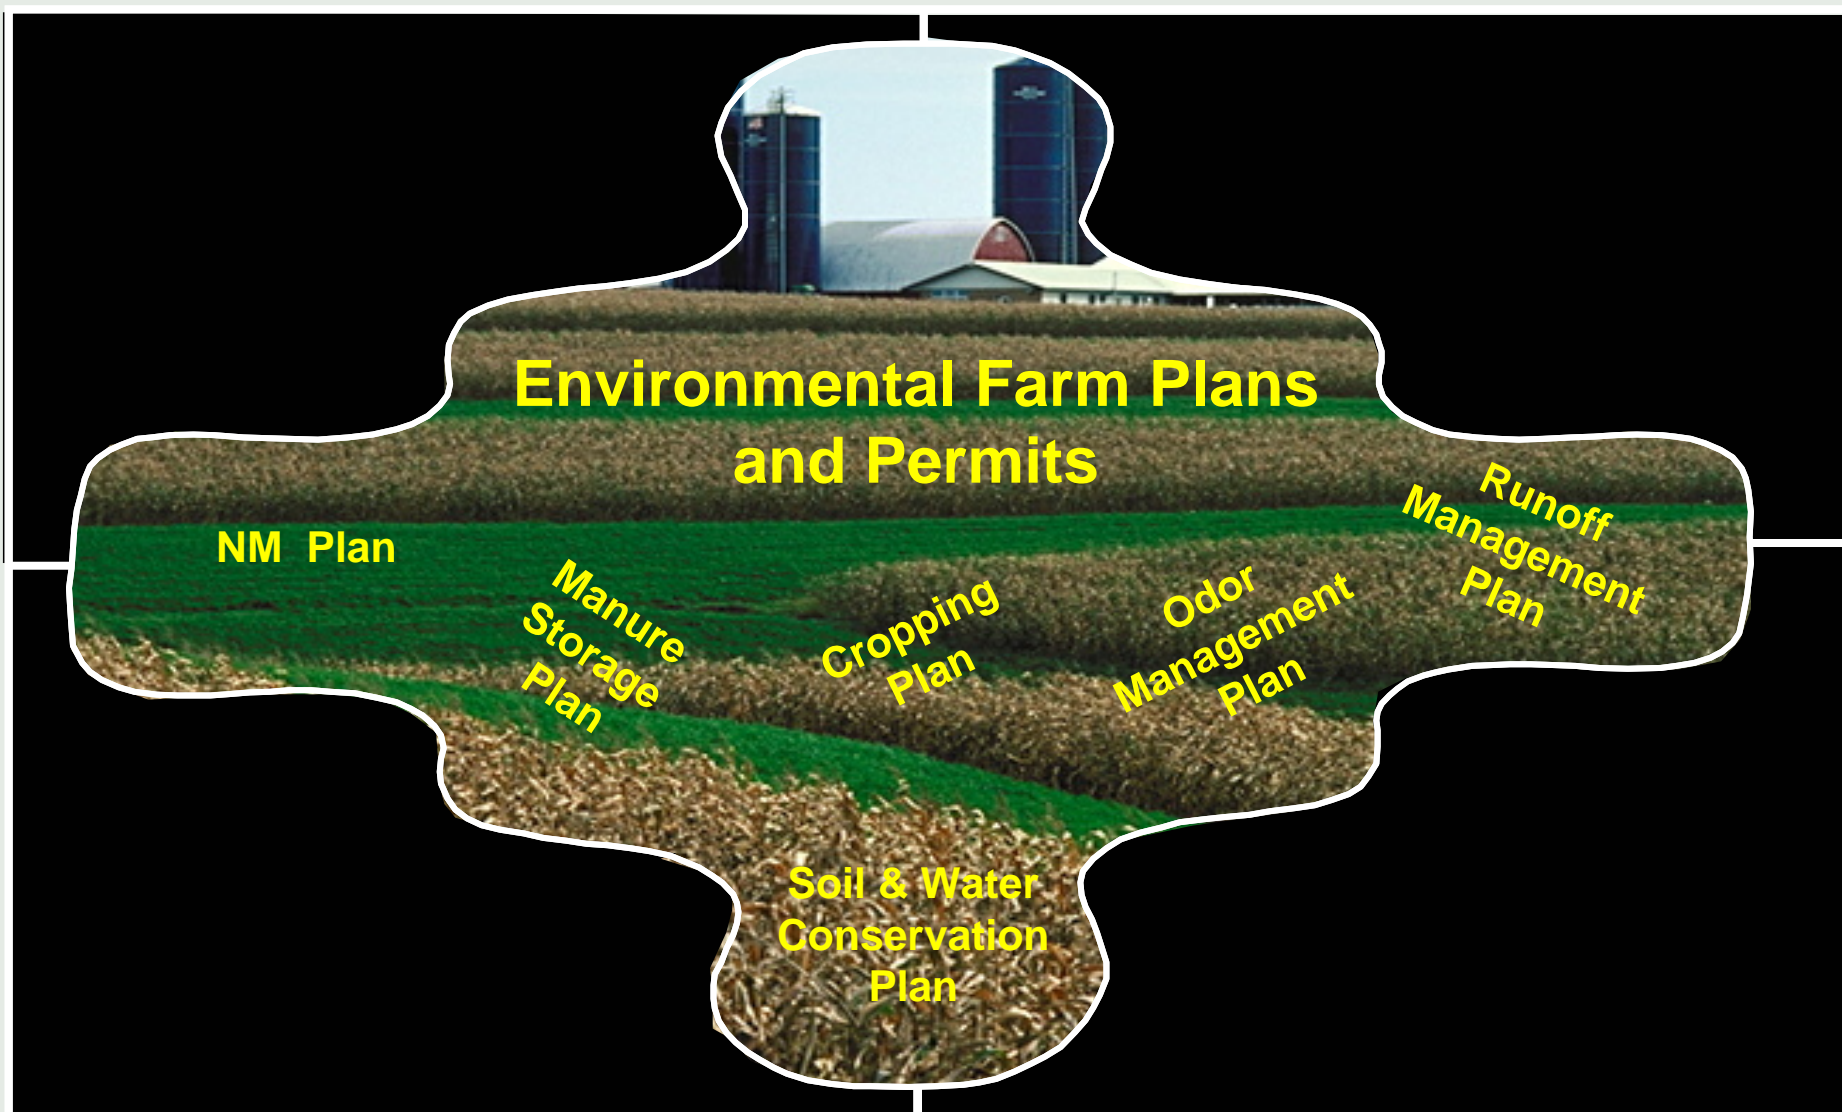 Environmental Farm Plans
and Permits
NM Plan
Manure
Storage
Plan
Cropping
Plan
Odor
Management
Plan
Runoff
Management
Plan
Soil & Water
Conservation
Plan